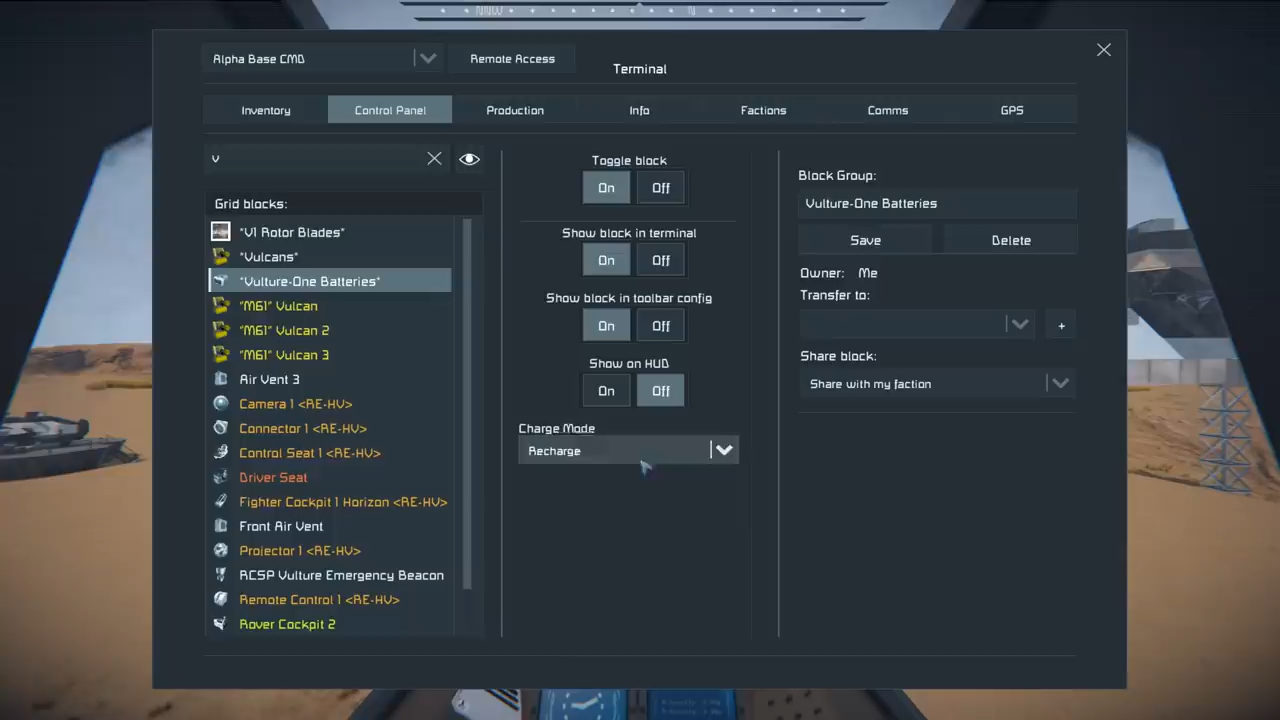 NNW N
Alpha Base CMD
Remote Access
Terminal
Inventory
Control Panel
Production
Info
Factions
Comms
GPS
v
Grid blocks:
*V1 Rotor Blades*
*Vulcans*
*Vulture-One Batteries*
"M61" Vulcan
"M61" Vulcan 2
"M61" Vulcan 3
Air Vent 3
Camera 1 <RE-HV>
Connector 1 <RE-HV>
Control Seat 1 <RE-HV>
Driver Seat
Fighter Cockpit 1 Horizon <RE-HV>
Front Air Vent
Projector 1 <RE-HV>
RCSP Vulture Emergency Beacon
Remote Control 1 <RE-HV>
Rover Cockpit 2
Toggle block
On Off
Show block in terminal
On Off
Show block in toolbar config
On Off
Show on HUD
On Off
Charge Mode
Recharge
Block Group:
Vulture-One Batteries
Save Delete
Owner: Me
Transfer to:
+
Share block:
Share with my faction